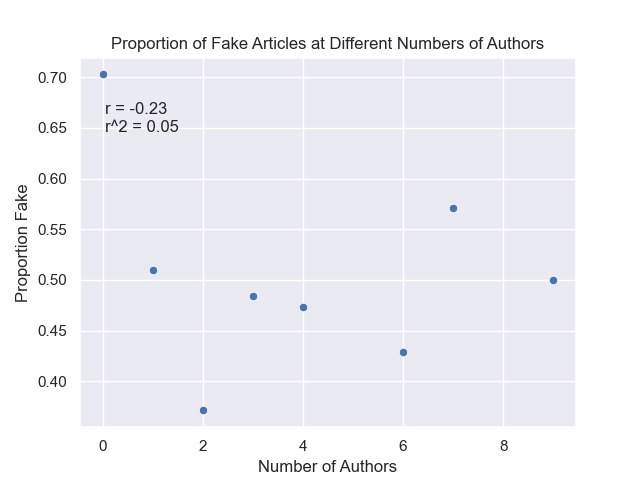 Proportion of Fake Articles at Different Numbers of Authors
r = -0.23
r^2 = 0.05
Proportion Fake
0.70
0.65
0.60
0.55
0.50
0.45
0.40
0 2 4 6 8
Number of Authors